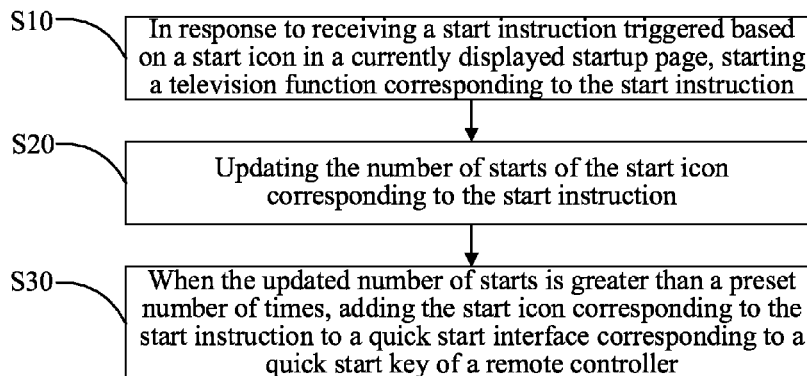 S10
In response to receiving a start instruction triggered based
on a start icon in a currently displayed startup page, starting
a television function corresponding to the start instruction
S20
Updating the number of starts of the start icon
corresponding to the start instruction
S30
When the updated number of starts is greater than a preset
number of times, adding the start icon corresponding to the
start instruction to a quick start interface corresponding to a
quick start key of a remote controller